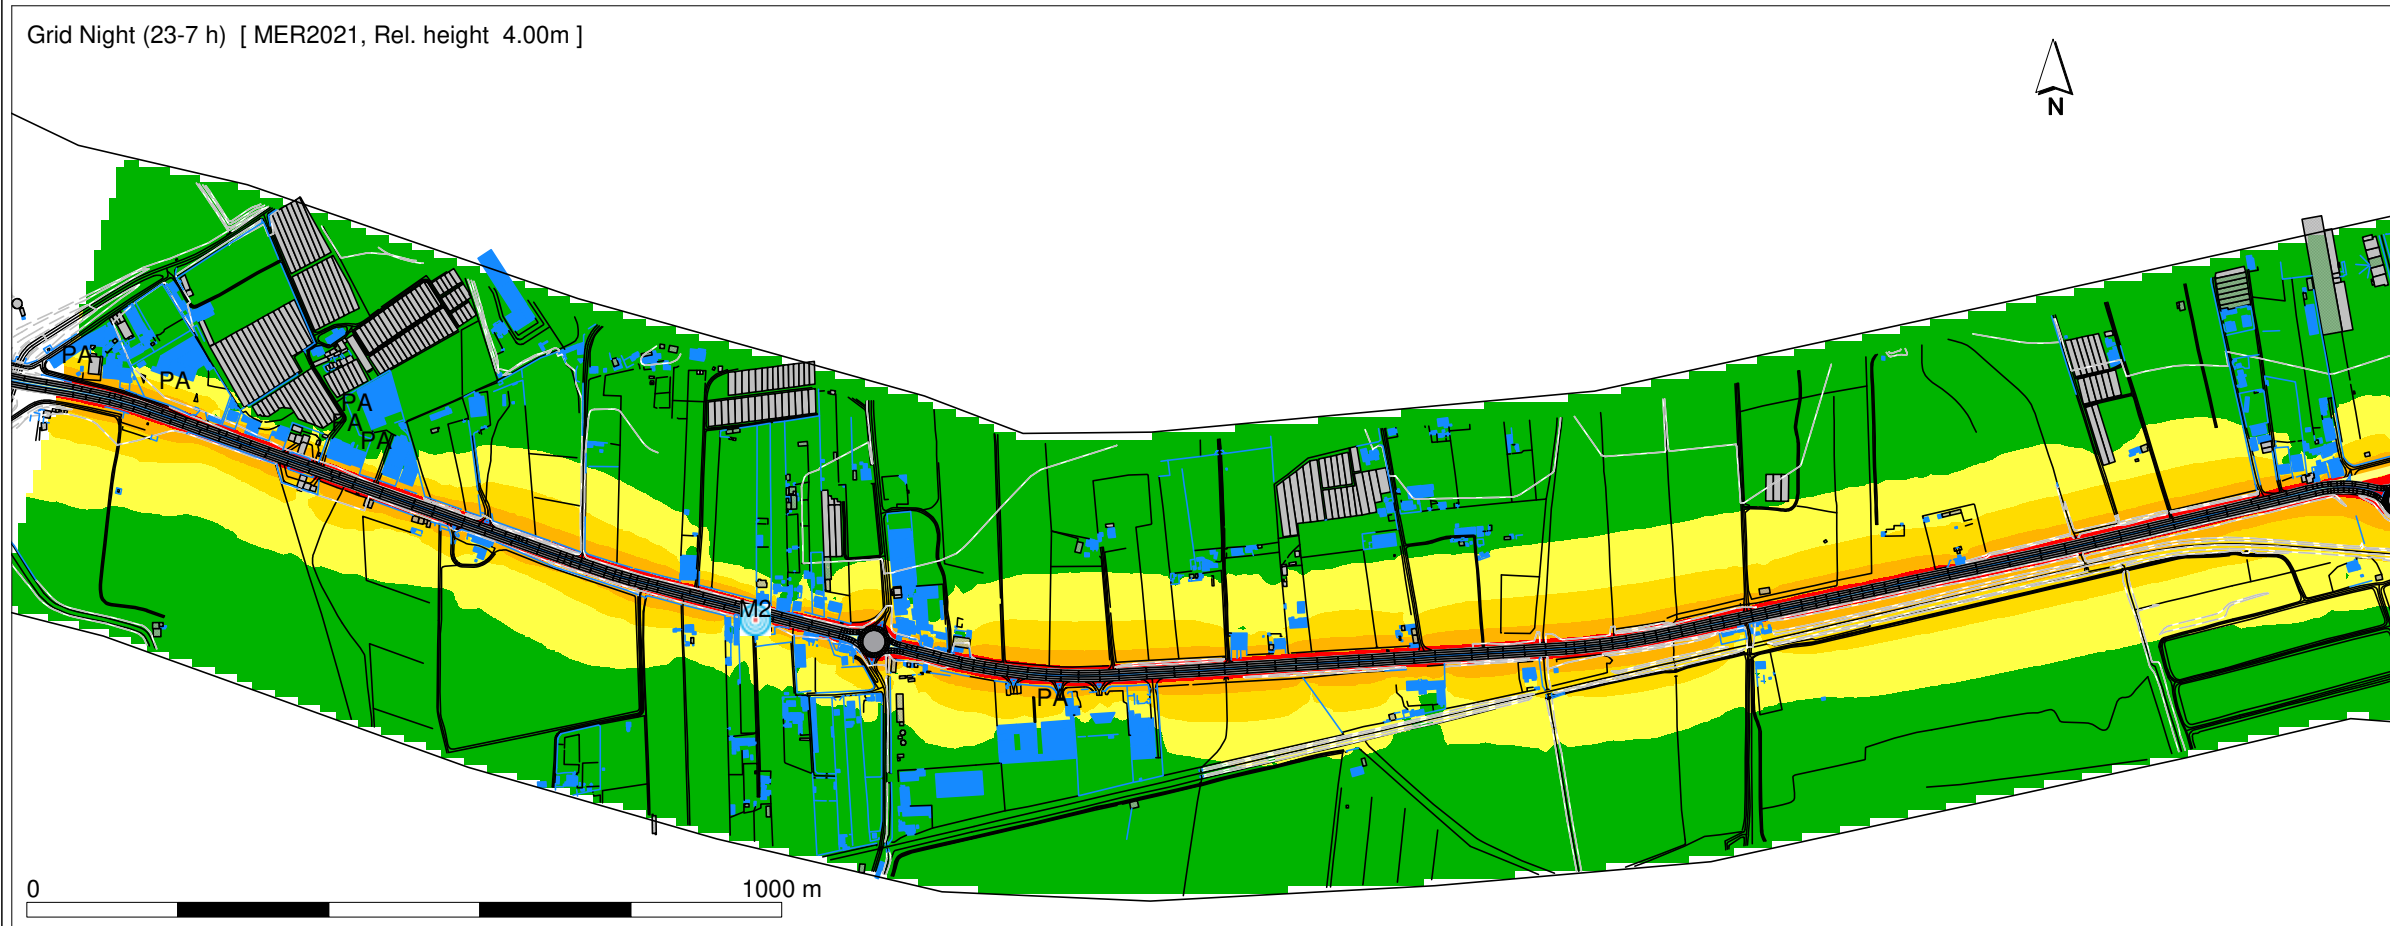 Grid Night (23-7 h)  [ MER2021, Rel. height  4.00m ]
N
PA
PA
PA
A
PA
M2
PA
0
1000 m